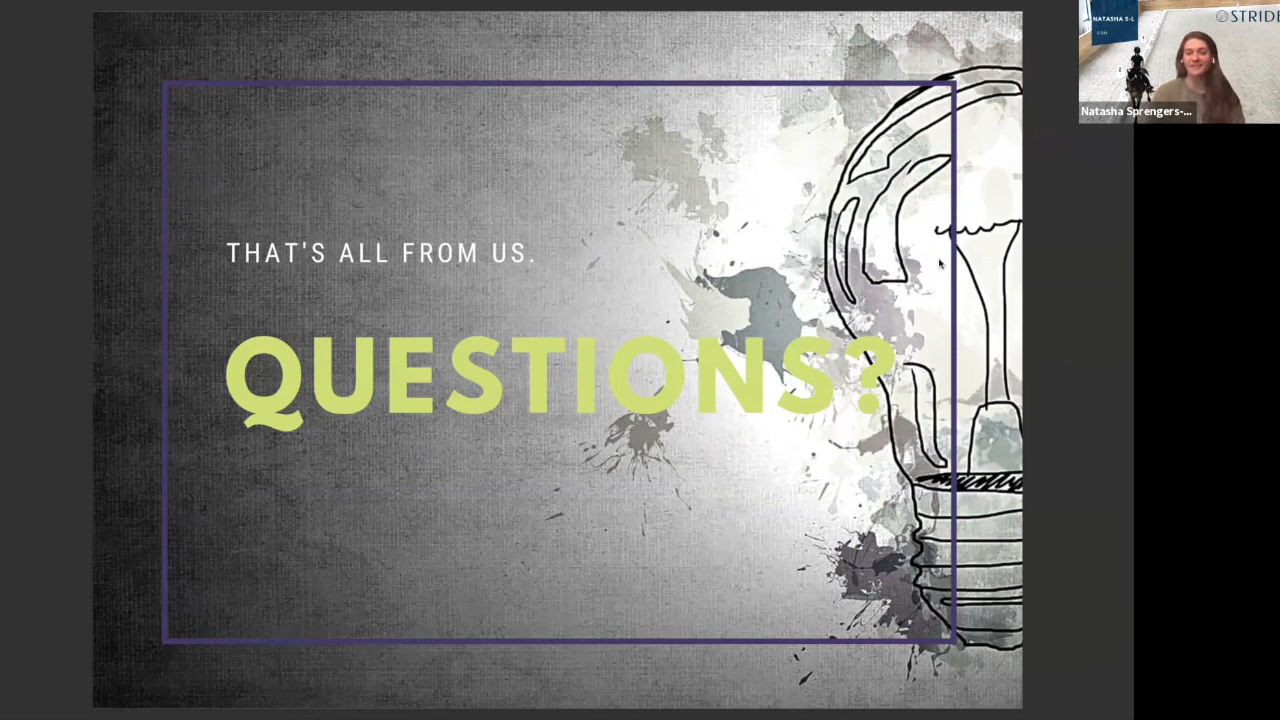 THAT'S ALL FROM US.
QUESTIONS?
NATASHA S-L
COO
STRIDE
Natasha Sprengers-...